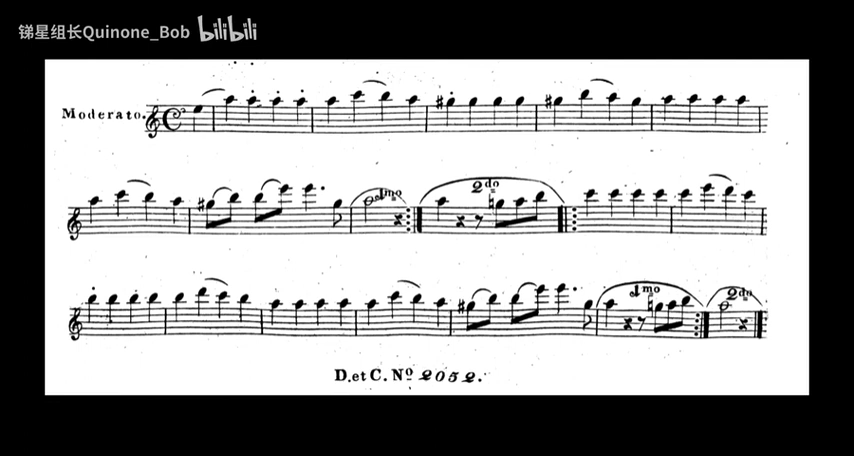 锑星组长Quinone_Bob bilibili
Moderato.
1mo
2do
1mo
2do
D.et C. No 2052.